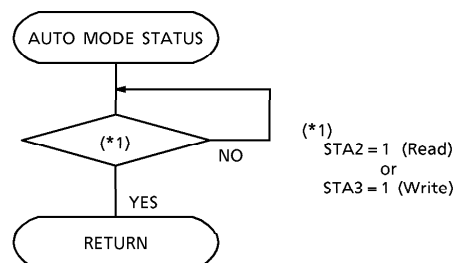 AUTO MODE STATUS
(*1)
NO
YES
RETURN
(*1)
STA2 = 1 (Read)
or
STA3 = 1 (Write)